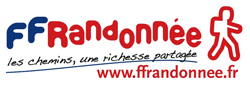 FFRandonnée
les chemins, une richesse partagée
www.ffrandonnee.fr